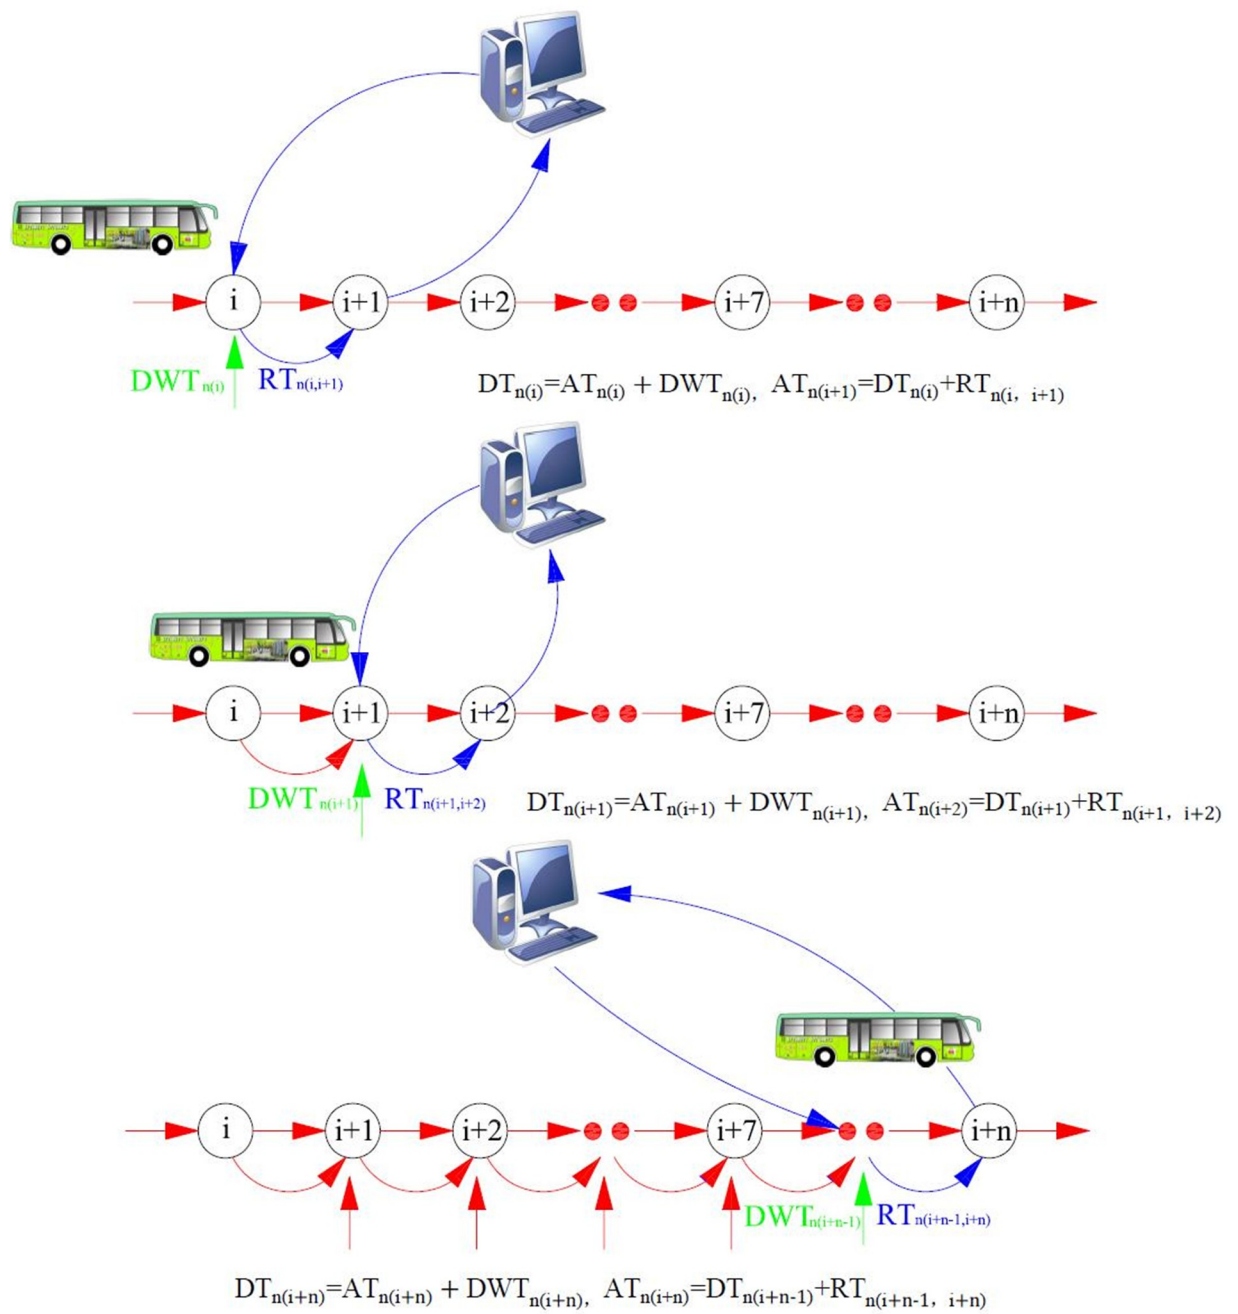 i i+1 i+2 i+7 i+n
DWTn(i) RTn(i,i+1)
DTn(i)=ATn(i) + DWTn(i), ATn(i+1)=DTn(i)+RTn(i, i+1)
i i+1 i+2 i+7 i+n
DWTn(i+1) RTn(i+1,i+2)
DTn(i+1)=ATn(i+1) + DWTn(i+1), ATn(i+2)=DTn(i+1)+RTn(i+1, i+2)
i i+1 i+2 i+7 i+n
DWTn(i+n-1) RTn(i+n-1,i+n)
DTn(i+n)=ATn(i+n) + DWTn(i+n), ATn(i+n)=DTn(i+n-1)+RTn(i+n-1, i+n)